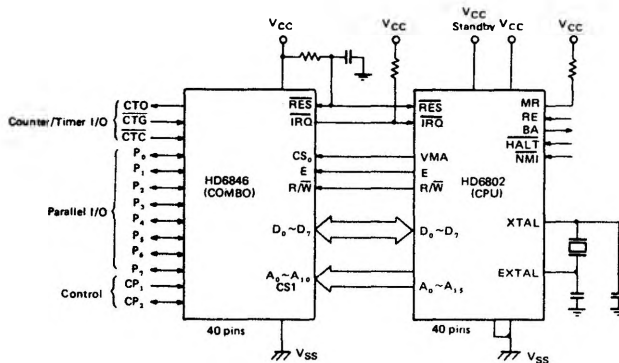 VCC
VCC
VCC
Standby
VCC
VCC
Counter/Timer I/O
CTO
CTG
CTC
Parallel I/O
P0
P1
P2
P3
P4
P5
P6
P7
Control
CP1
CP2
HD6846
(COMBO)
RES
IRQ
CS0
E
R/W
D0~D7
A0~A10
CS1
40 pins
VSS
RES
IRQ
VMA
E
R/W
HD6802
(CPU)
D0~D7
A0~A15
MR
RE
BA
HALT
NMI
XTAL
EXTAL
40 pins
VSS